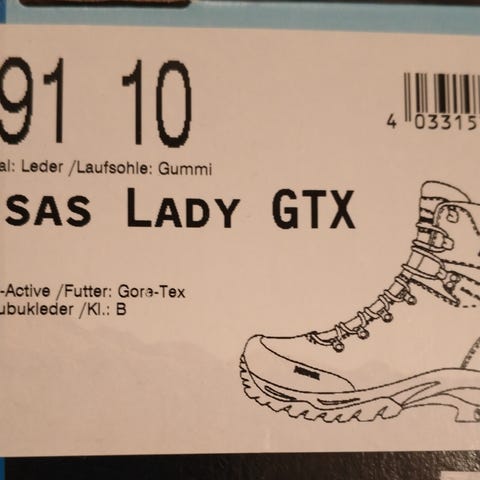 91 10
al: Leder /Laufsohle: Gummi
4 03315
SAS LADY GTX
-Active /Futter: Gore-Tex
ubukleder /Kl.: B